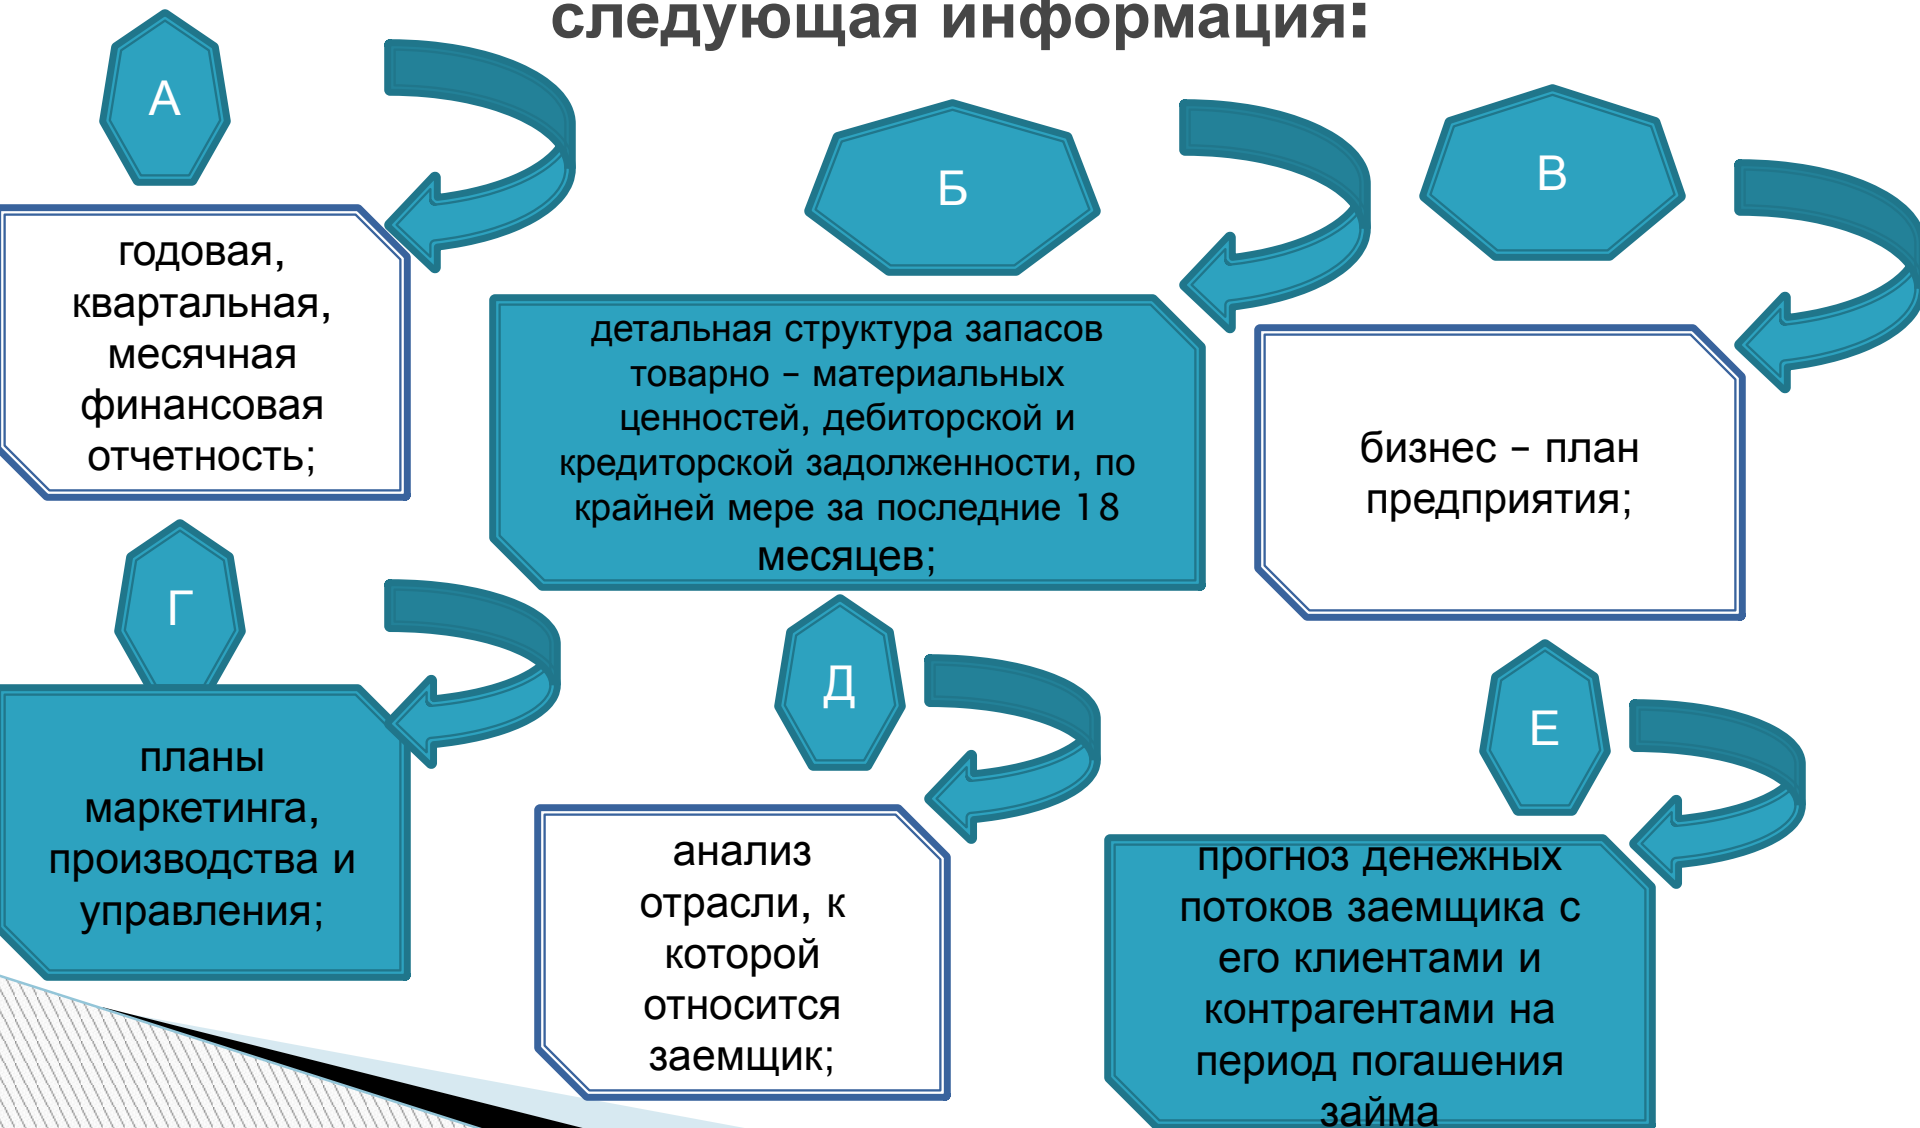 следующая информация:
А
годовая,
квартальная,
месячная
финансовая
отчетность;
Б
детальная структура запасов
товарно – материальных
ценностей, дебиторской и
кредиторской задолженности, по
крайней мере за последние 18
месяцев;
В
бизнес – план
предприятия;
Г
планы
маркетинга,
производства и
управления;
Д
анализ
отрасли, к
которой
относится
заемщик;
Е
прогноз денежных
потоков заемщика с
его клиентами и
контрагентами на
период погашения
займа